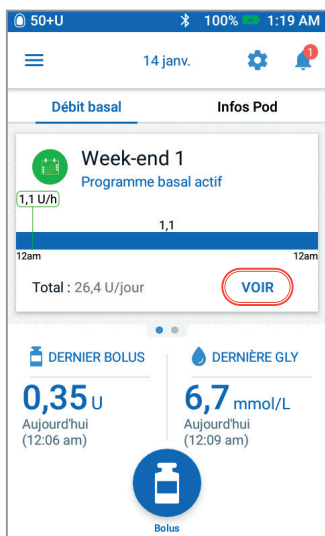 50+U 100% 1:19 AM
14 janv. 1
Débit basal Infos Pod
Week-end 1
Programme basal actif
1,1 U/h
1,1
12am 12am
Total : 26,4 U/jour VOIR
DERNIER BOLUS DERNIÈRE GLY
0,35 U 6,7 mmol/L
Aujourd'hui Aujourd'hui
(12:06 am) (12:09 am)
Bolus